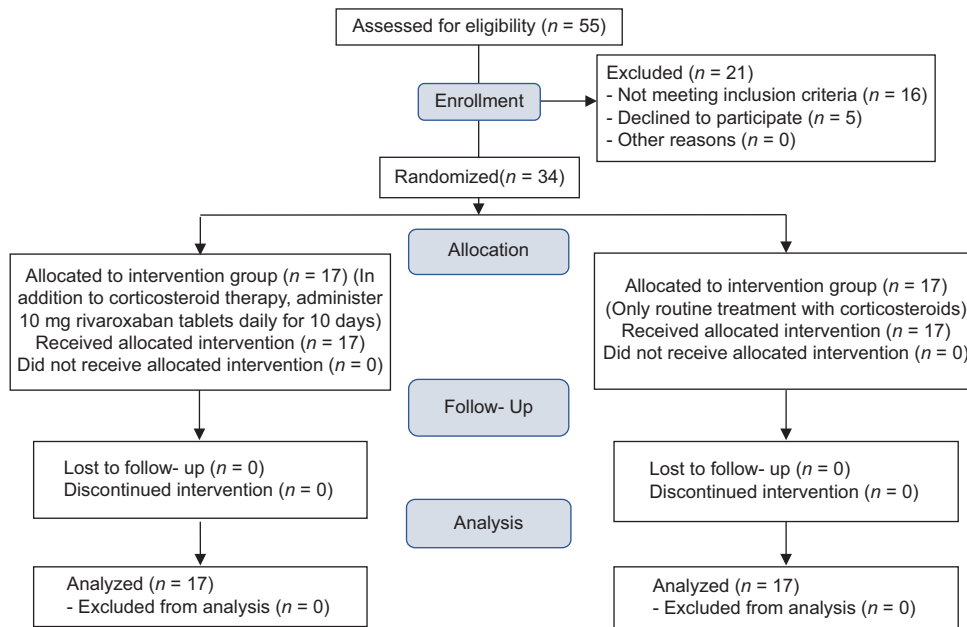 Assessed for eligibility (n = 55)
Enrollment
Excluded (n = 21)
- Not meeting inclusion criteria (n = 16)
- Declined to participate (n = 5)
- Other reasons (n = 0)
Randomized(n = 34)
Allocation
Allocated to intervention group (n = 17) (In
addition to corticosteroid therapy, administer
10 mg rivaroxaban tablets daily for 10 days)
Received allocated intervention (n = 17)
Did not receive allocated intervention (n = 0)
Allocated to intervention group (n = 17)
(Only routine treatment with corticosteroids)
Received allocated intervention (n = 17)
Did not receive allocated intervention (n = 0)
Follow- Up
Lost to follow- up (n = 0)
Discontinued intervention (n = 0)
Lost to follow- up (n = 0)
Discontinued intervention (n = 0)
Analysis
Analyzed (n = 17)
- Excluded from analysis (n = 0)
Analyzed (n = 17)
- Excluded from analysis (n = 0)